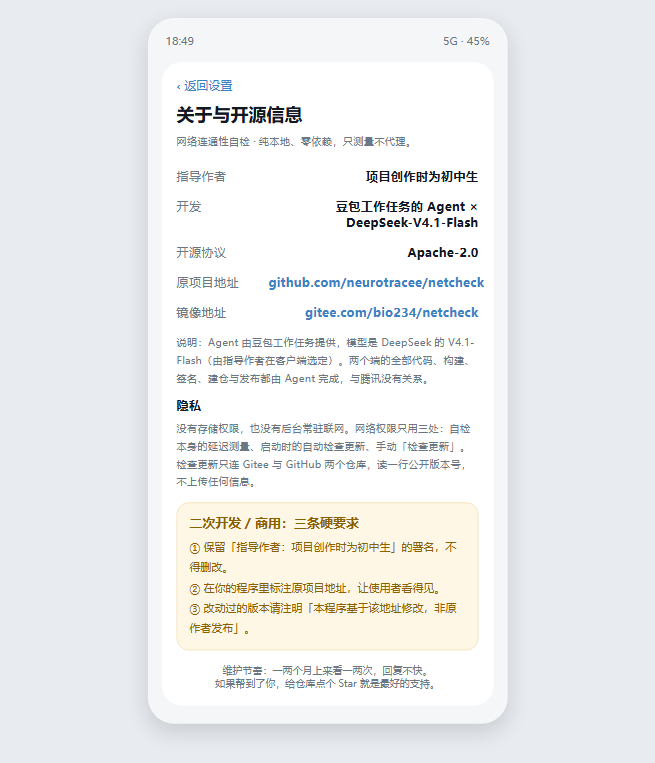 18:49
5G · 45%
‹ 返回设置
关于与开源信息
网络连通性自检 · 纯本地、零依赖，只测量不代理。
指导作者
项目创作时为初中生
开发
豆包工作任务的 Agent ×
DeepSeek-V4.1-Flash
开源协议
Apache-2.0
原项目地址
github.com/neurotracee/netcheck
镜像地址
gitee.com/bio234/netcheck
说明：Agent 由豆包工作任务提供，模型是 DeepSeek 的 V4.1-
Flash（由指导作者在客户端选定）。两个端的全部代码、构建、
签名、建仓与发布都由 Agent 完成，与腾讯没有关系。
隐私
没有存储权限，也没有后台常驻联网。网络权限只用三处：自检
本身的延迟测量、启动时的自动检查更新、手动「检查更新」。
检查更新只连 Gitee 与 GitHub 两个仓库，读一行公开版本号，
不上传任何信息。
二次开发 / 商用：三条硬要求
① 保留「指导作者：项目创作时为初中生」的署名，不
得删改。
② 在你的程序里标注原项目地址，让使用者看得见。
③ 改动过的版本请注明「本程序基于该地址修改，非原
作者发布」。
维护节奏：一两个月上来看一两次，回复不快。
如果帮到了你，给仓库点个 Star 就是最好的支持。